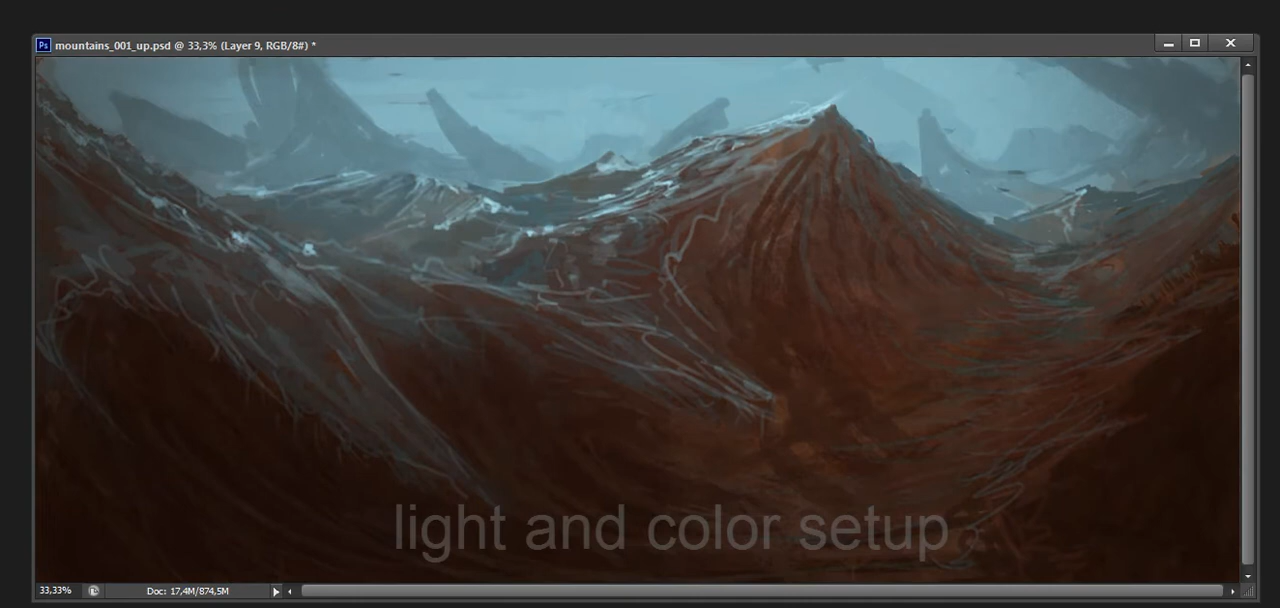 Ps mountains_001_up.psd @ 33,3% (Layer 9, RGB/8#) *
light and color setup
33,33% Doc: 17,4M/874,5M